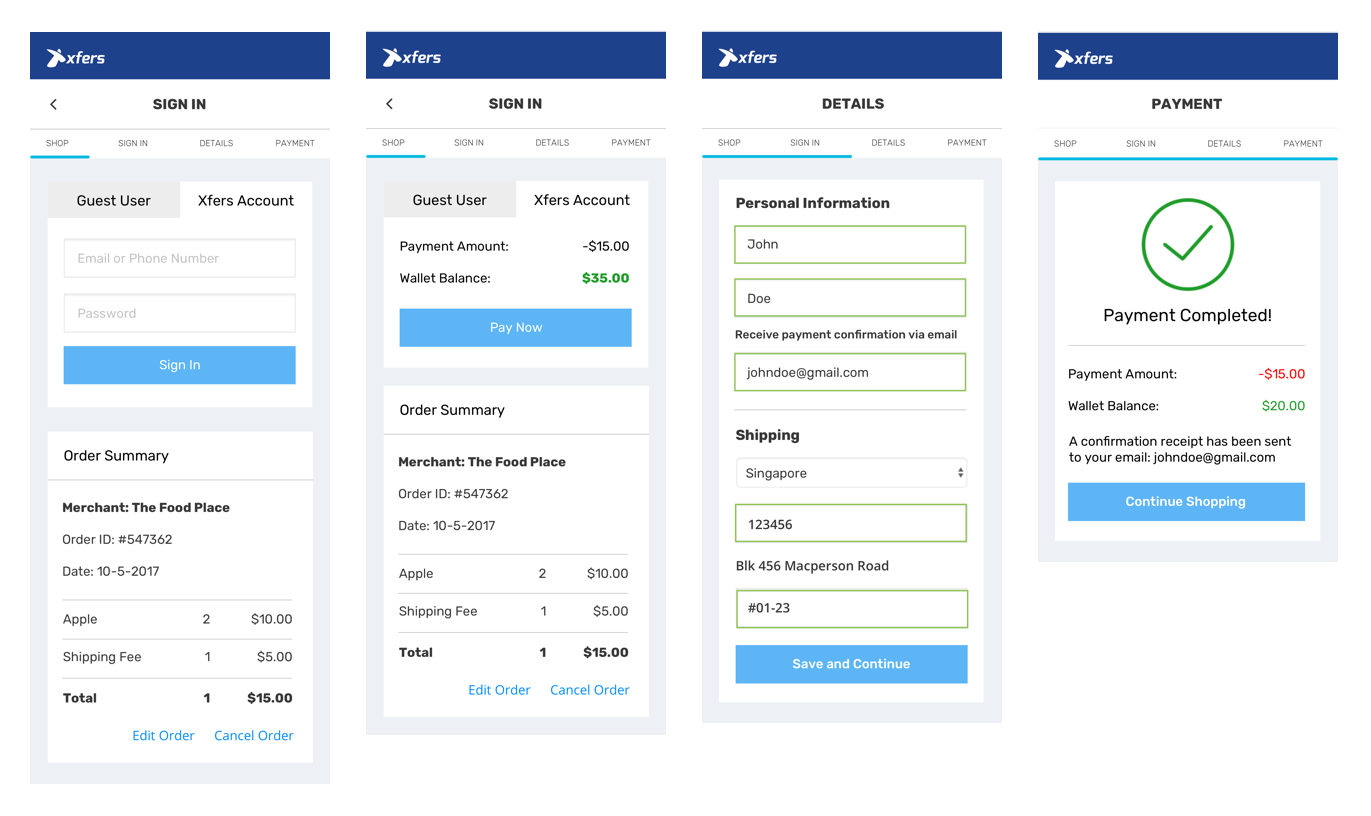 xfers
SIGN IN
SHOP SIGN IN DETAILS PAYMENT
Guest User Xfers Account
Email or Phone Number
Password
Sign In
Order Summary
Merchant: The Food Place
Order ID: #547362
Date: 10-5-2017
Apple 2 $10.00
Shipping Fee 1 $5.00
Total 1 $15.00
Edit Order Cancel Order
xfers
SIGN IN
SHOP SIGN IN DETAILS PAYMENT
Guest User Xfers Account
Payment Amount: -$15.00
Wallet Balance: $35.00
Pay Now
Order Summary
Merchant: The Food Place
Order ID: #547362
Date: 10-5-2017
Apple 2 $10.00
Shipping Fee 1 $5.00
Total 1 $15.00
Edit Order Cancel Order
xfers
DETAILS
SHOP SIGN IN DETAILS PAYMENT
Personal Information
John
Doe
Receive payment confirmation via email
johndoe@gmail.com
Shipping
Singapore
123456
Blk 456 Macperson Road
#01-23
Save and Continue
xfers
PAYMENT
SHOP SIGN IN DETAILS PAYMENT
Payment Completed!
Payment Amount: -$15.00
Wallet Balance: $20.00
A confirmation receipt has been sent
to your email: johndoe@gmail.com
Continue Shopping